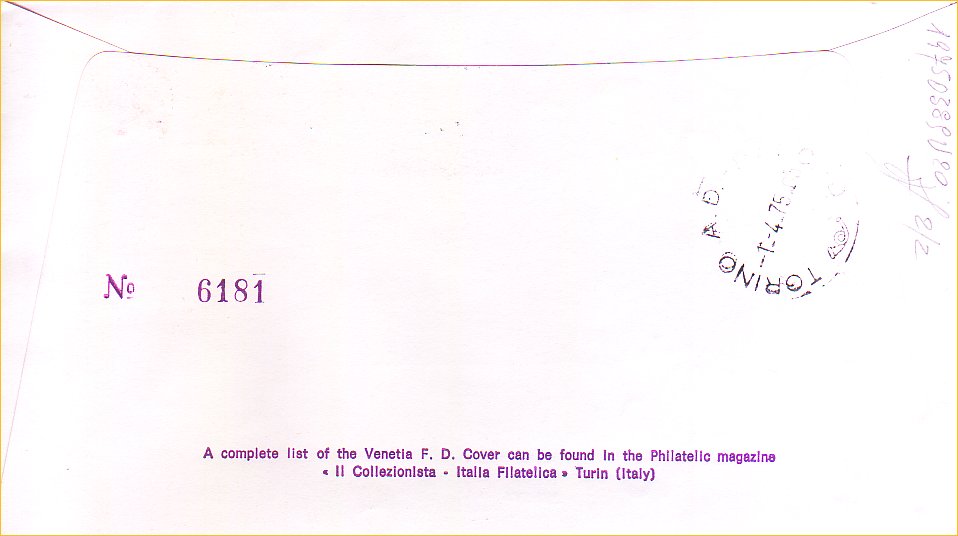 TORINO A.D.
-1.-4.75
Nº 6181
A complete list of the Venetia F. D. Cover can be found in the Philatelic magazine
« Il Collezionista - Italia Filatelica » Turin (Italy)